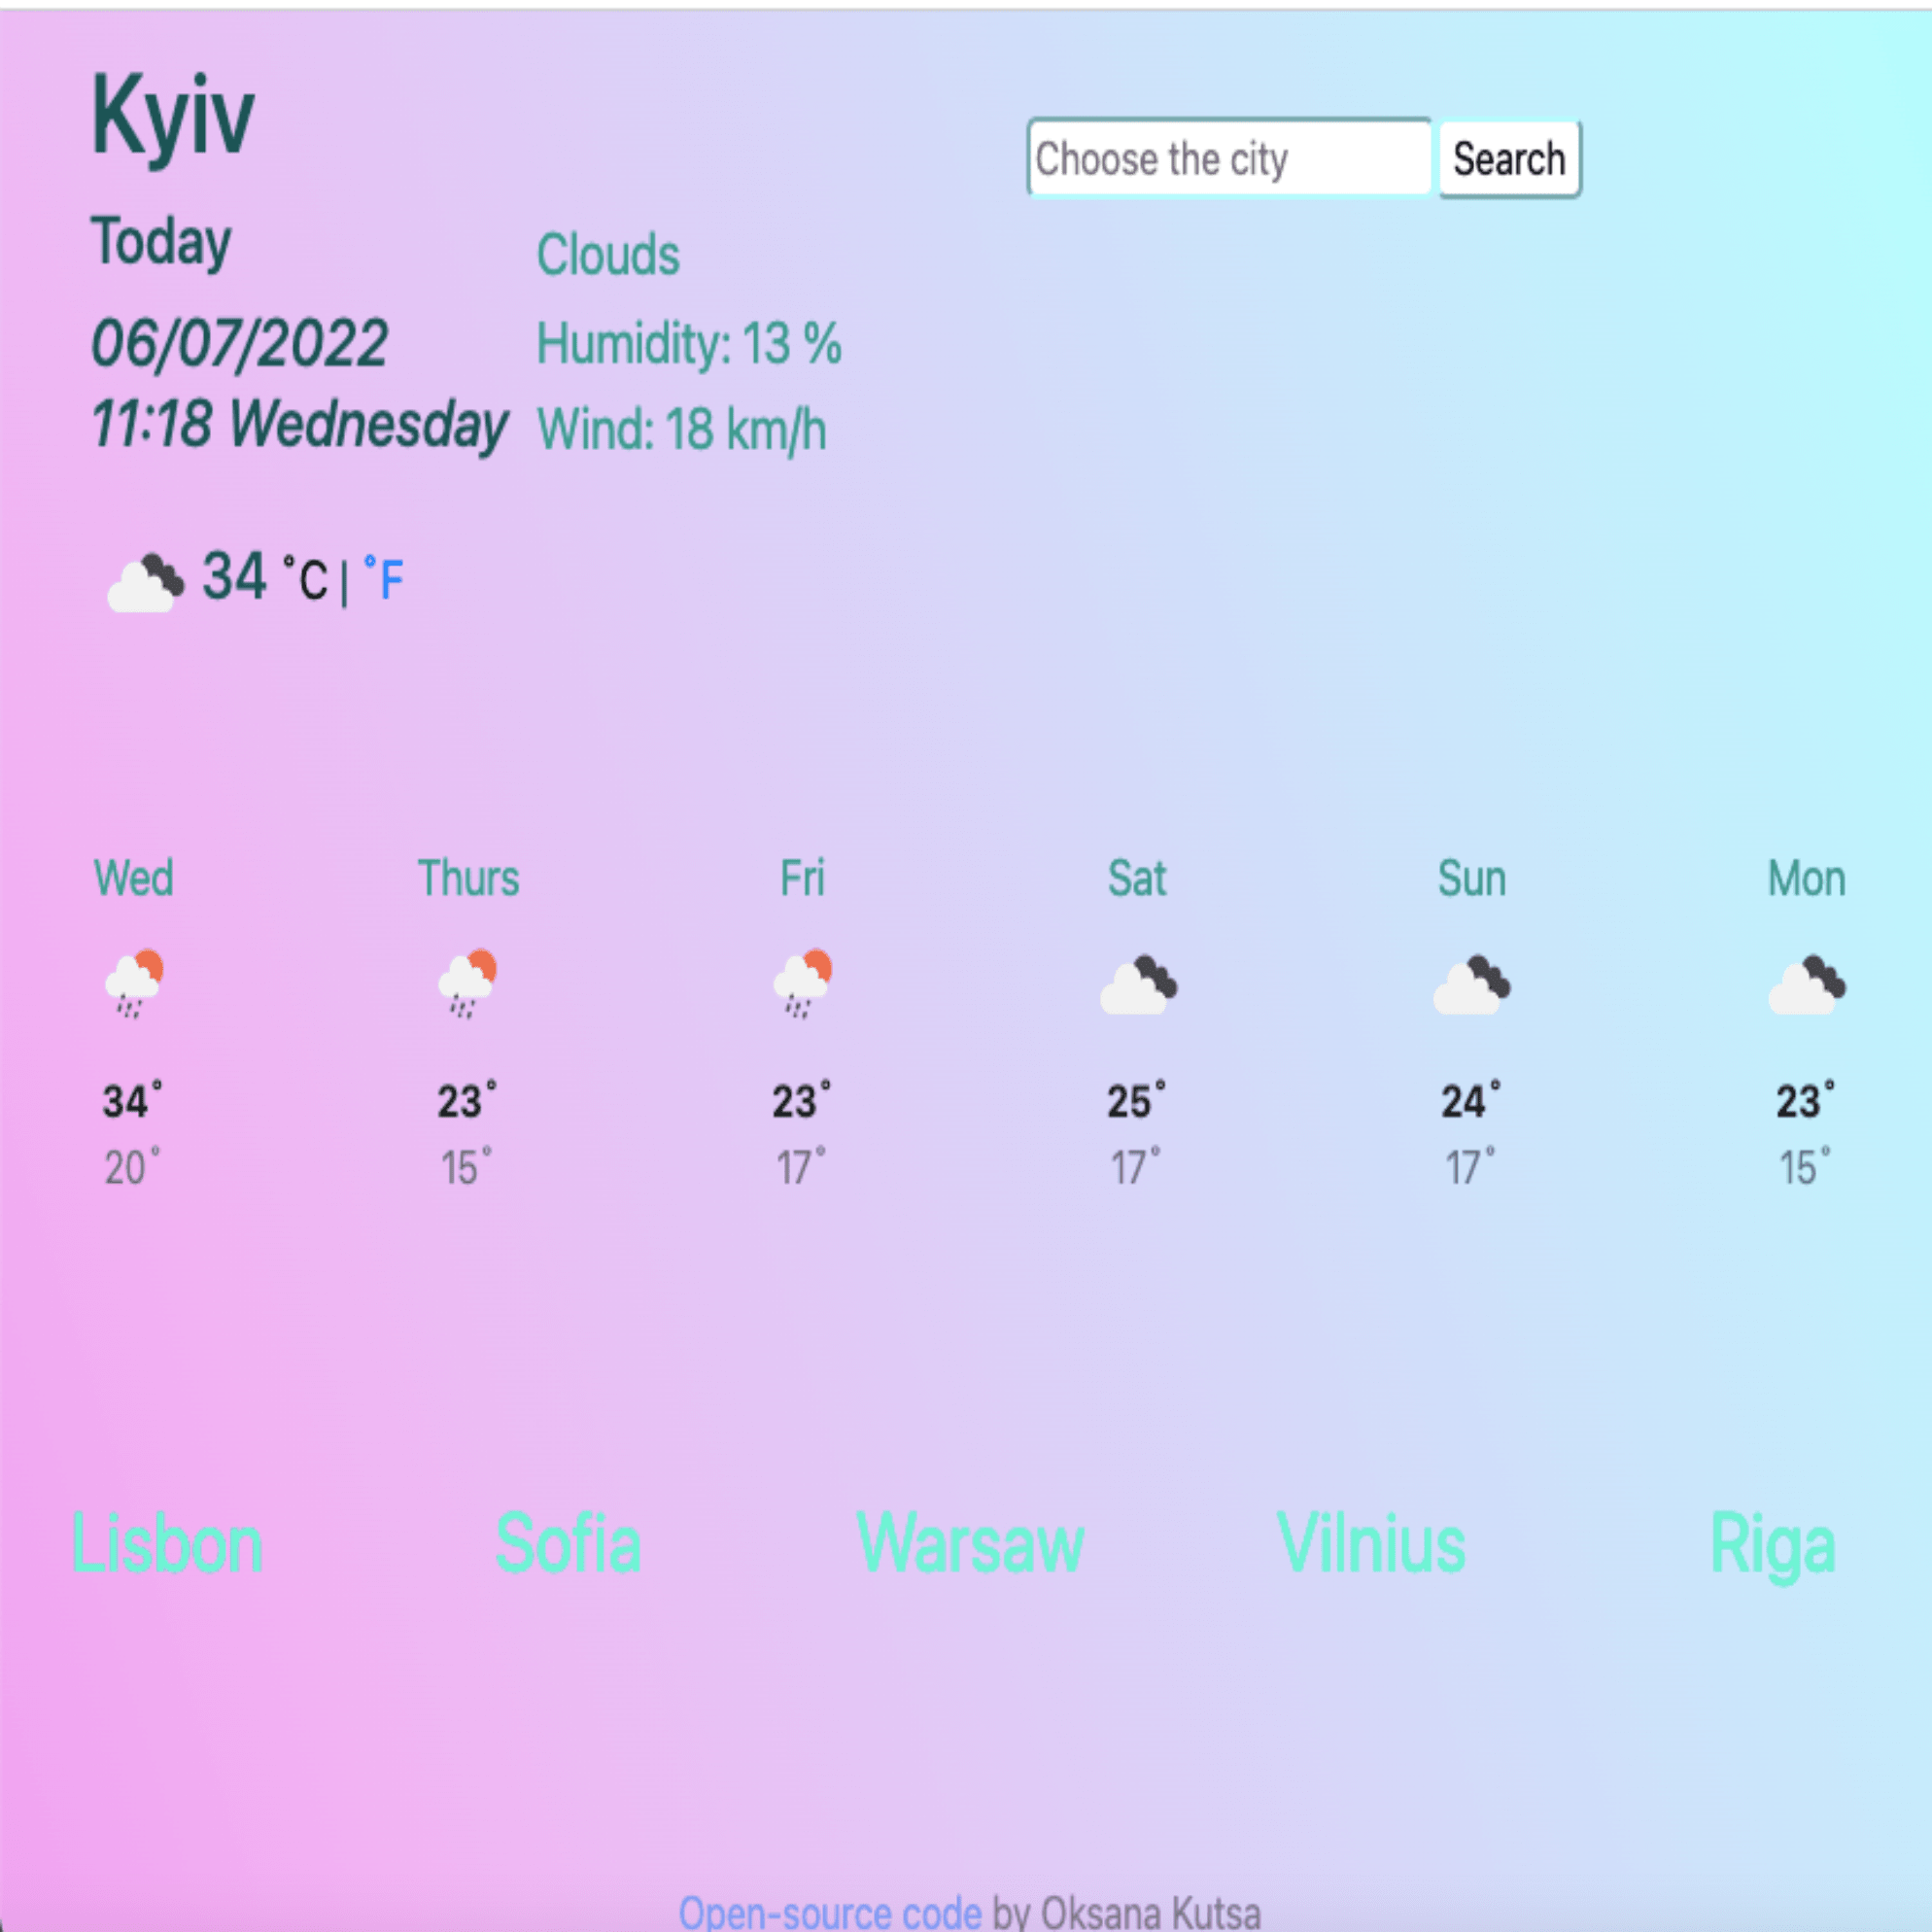 Kyiv
Choose the city Search
Today
06/07/2022
11:18 Wednesday
Clouds
Humidity: 13 %
Wind: 18 km/h
34 °C | °F
Wed Thurs Fri Sat Sun Mon
34° 23° 23° 25° 24° 23°
20° 15° 17° 17° 17° 15°
Lisbon Sofia Warsaw Vilnius Riga
Open-source code by Oksana Kutsa